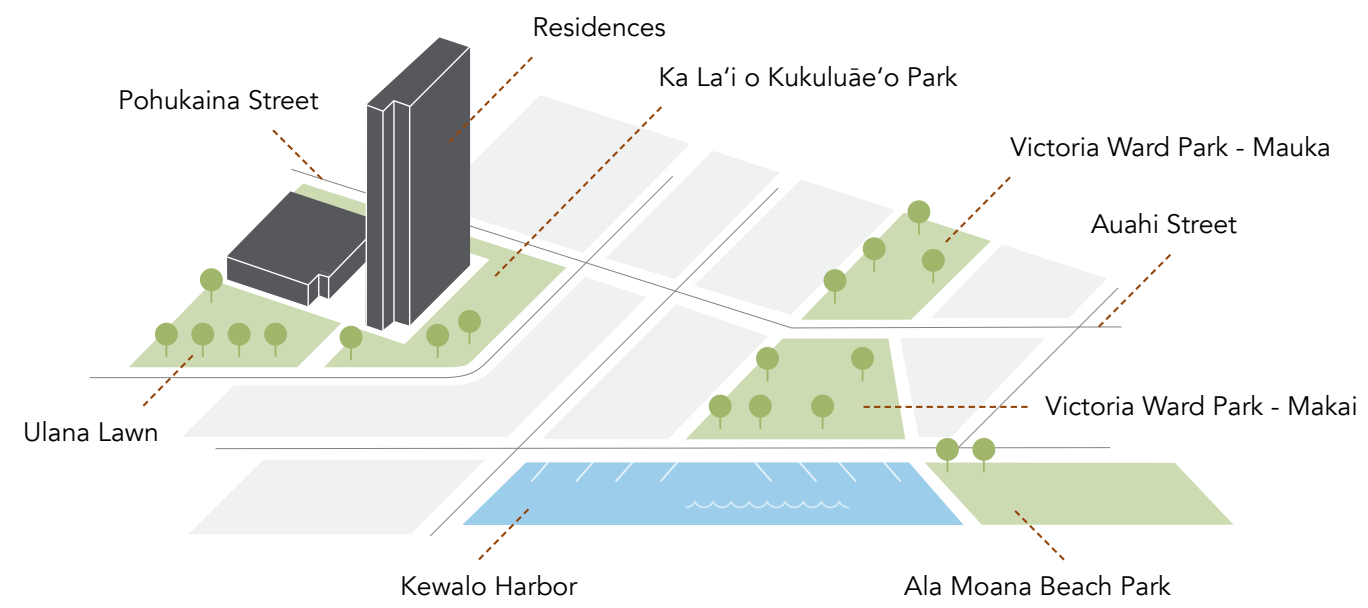 Residences
Ka La’i o Kukuluāe’o Park
Pohukaina Street
Victoria Ward Park - Mauka
Auahi Street
Victoria Ward Park - Makai
Ulana Lawn
Kewalo Harbor
Ala Moana Beach Park